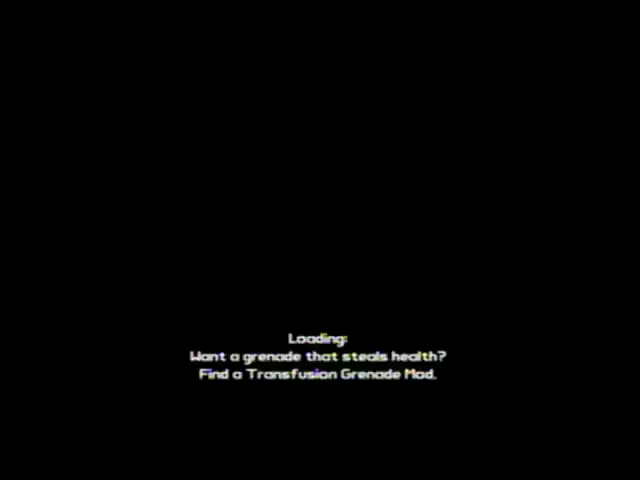 Loading:
Want a grenade that steals health?
Find a Transfusion Grenade Mod.